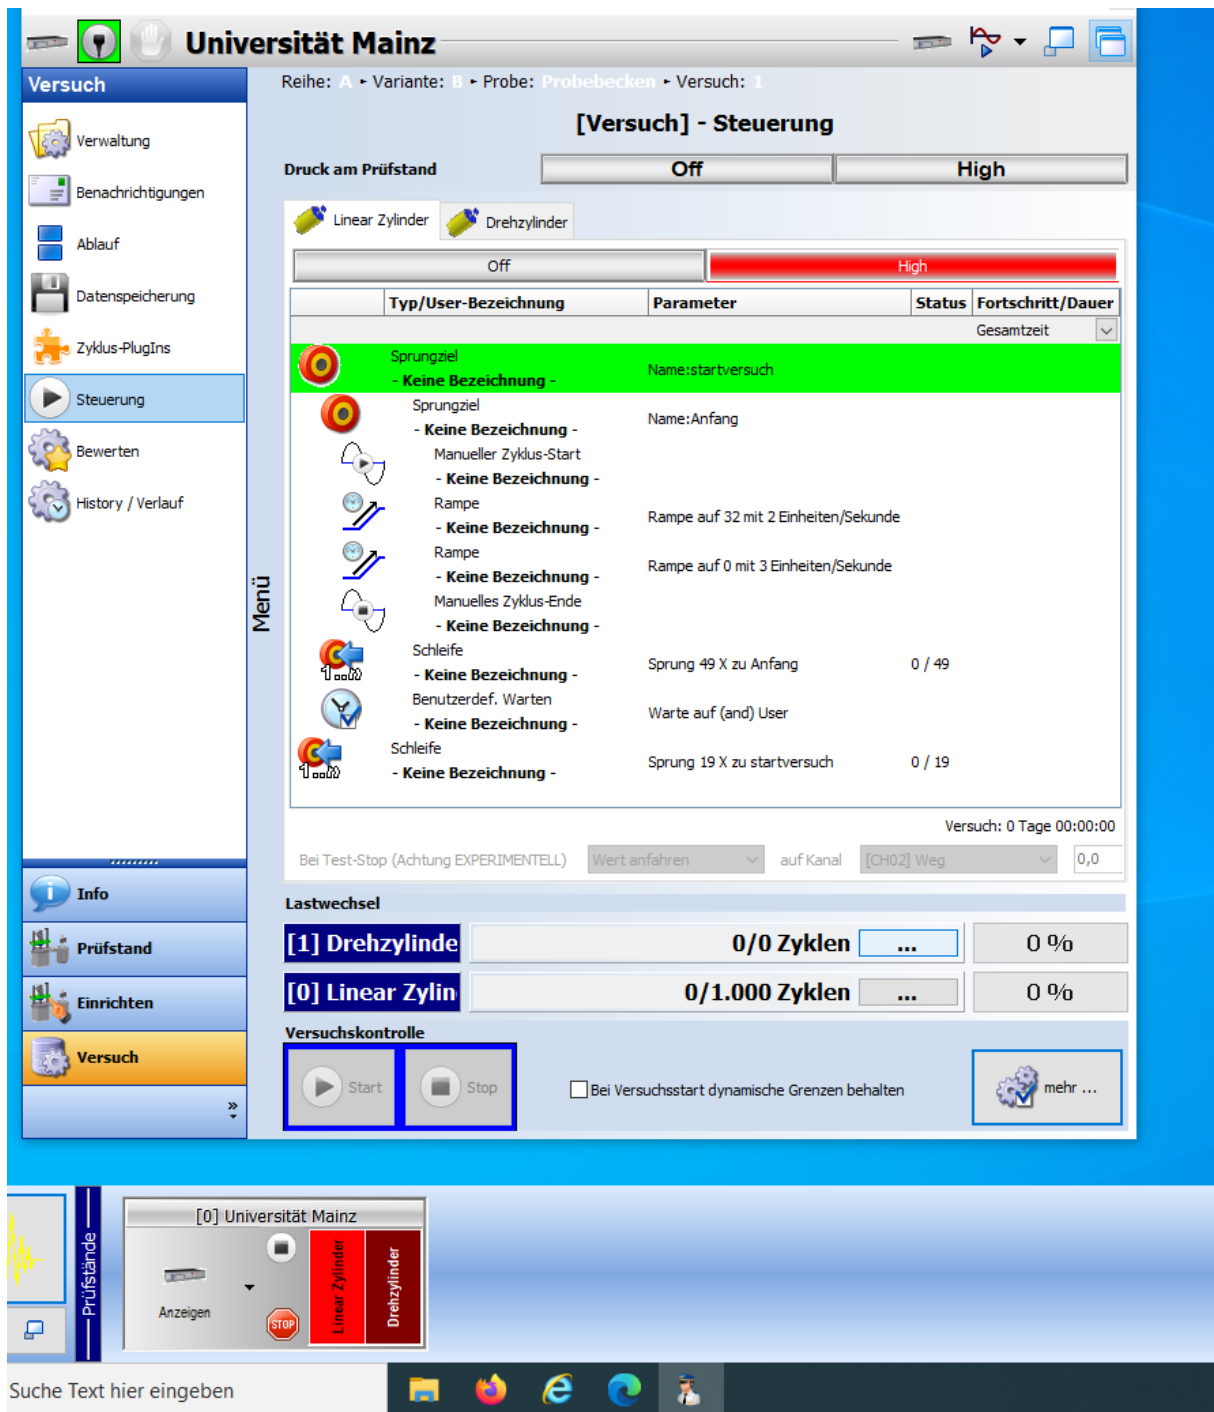 Universität Mainz
Versuch
Reihe: A ▸ Variante: B ▸ Probe: Probebecken ▸ Versuch: 1
[Versuch] - Steuerung
Verwaltung
Benachrichtigungen
Ablauf
Datenspeicherung
Zyklus-PlugIns
Steuerung
Bewerten
History / Verlauf
Menü
Druck am Prüfstand Off High
Linear Zylinder Drehzylinder
Off High
Typ/User-Bezeichnung Parameter Status Fortschritt/Dauer
Gesamtzeit
Sprungziel
- Keine Bezeichnung - Name:startversuch
Sprungziel
- Keine Bezeichnung - Name:Anfang
Manueller Zyklus-Start
- Keine Bezeichnung -
Rampe
- Keine Bezeichnung - Rampe auf 32 mit 2 Einheiten/Sekunde
Rampe
- Keine Bezeichnung - Rampe auf 0 mit 3 Einheiten/Sekunde
Manuelles Zyklus-Ende
- Keine Bezeichnung -
Schleife
- Keine Bezeichnung - Sprung 49 X zu Anfang 0 / 49
Benutzerdef. Warten
- Keine Bezeichnung - Warte auf (and) User
Schleife
- Keine Bezeichnung - Sprung 19 X zu startversuch 0 / 19
Versuch: 0 Tage 00:00:00
Bei Test-Stop (Achtung EXPERIMENTELL) Wert anfahren auf Kanal [CH02] Weg 0,0
Info
Prüfstand
Einrichten
Versuch
»
Lastwechsel
[1] Drehzylinde 0/0 Zyklen ... 0 %
[0] Linear Zylin 0/1.000 Zyklen ... 0 %
Versuchskontrolle
Start Stop Bei Versuchsstart dynamische Grenzen behalten mehr ...
Prüfstände
[0] Universität Mainz
Anzeigen
STOP
Linear Zylinder
Drehzylinder
Suche Text hier eingeben